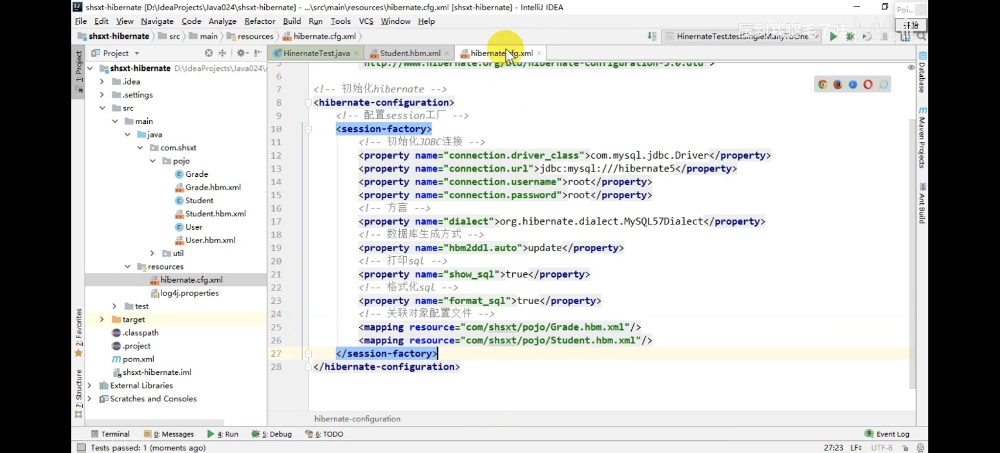 shsxt-hibernate [D:\IdeaProjects\Java024\shsxt-hibernate] - ...\src\main\resources\hibernate.cfg.xml [shsxt-hibernate] - IntelliJ IDEA
Poi...
File Edit View Navigate Code Analyze Refactor Build Run Tools VCS Window Help
开始
shsxt-hibernate src main resources hibernate.cfg.xml
HinernateTest.testSingleManyToOne
1: Project
Project
HinernateTest.java
Student.hbm.xml
hibernate.cfg.xml
shsxt-hibernate D:\IdeaProjects\Java024\
.idea
.settings
src
main
java
com.shsxt
pojo
Grade
Grade.hbm.xml
Student
Student.hbm.xml
User
User.hbm.xml
util
resources
hibernate.cfg.xml
log4j.properties
test
target
.classpath
.project
pom.xml
shsxt-hibernate.iml
External Libraries
Scratches and Consoles
2: Favorites
7: Structure
5 http://www.hibernate.org/dtd/hibernate-configuration-3.0.dtd">
6
7 <!-- 初始化hibernate -->
8 <hibernate-configuration>
9 <!-- 配置session工厂 -->
10 <session-factory>
11 <!-- 初始化JDBC连接 -->
12 <property name="connection.driver_class">com.mysql.jdbc.Driver</property>
13 <property name="connection.url">jdbc:mysql:///hibernate5</property>
14 <property name="connection.username">root</property>
15 <property name="connection.password">root</property>
16 <!-- 方言 -->
17 <property name="dialect">org.hibernate.dialect.MySQL57Dialect</property>
18 <!-- 数据库生成方式 -->
19 <property name="hbm2ddl.auto">update</property>
20 <!-- 打印sql -->
21 <property name="show_sql">true</property>
22 <!-- 格式化sql -->
23 <property name="format_sql">true</property>
24 <!-- 关联对象配置文件 -->
25 <mapping resource="com/shsxt/pojo/Grade.hbm.xml"/>
26 <mapping resource="com/shsxt/pojo/Student.hbm.xml"/>
27 </session-factory>
28 </hibernate-configuration>
hibernate-configuration
Database
Maven Projects
Ant Build
Terminal 0: Messages 4: Run 5: Debug 6: TODO
9 Event Log
Tests passed: 1 (moments ago)
27:23 LF UTF-8